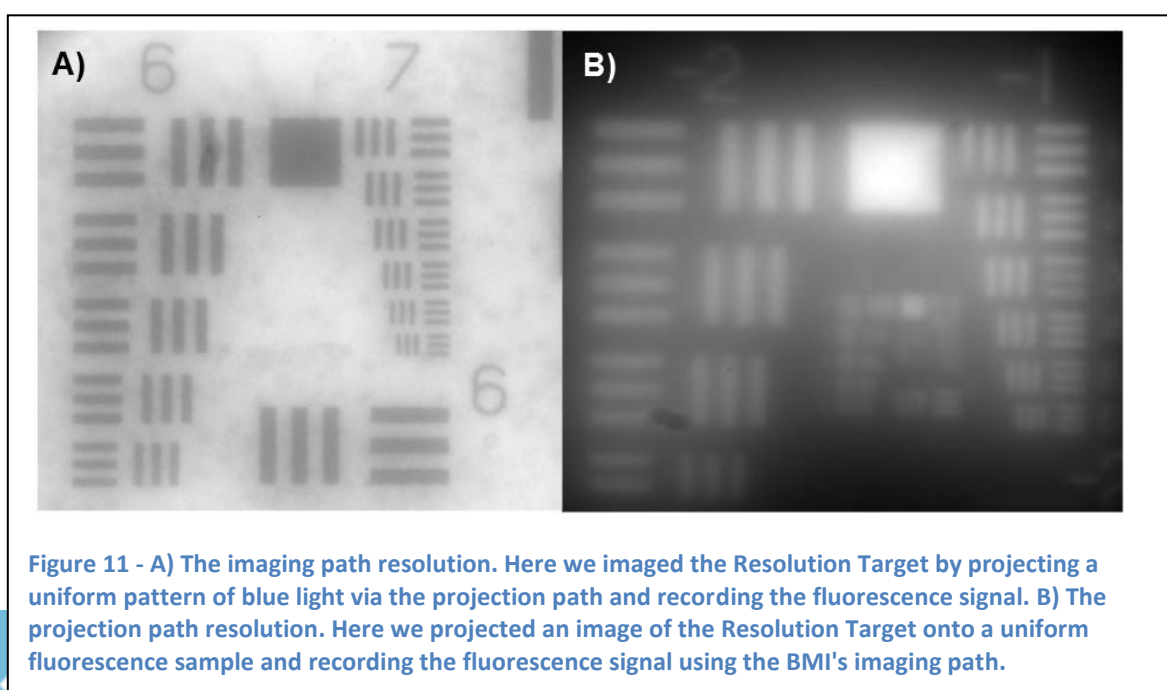 A)
6
7
6
B)
-2
-1
Figure 11 - A) The imaging path resolution. Here we imaged the Resolution Target by projecting a
uniform pattern of blue light via the projection path and recording the fluorescence signal. B) The
projection path resolution. Here we projected an image of the Resolution Target onto a uniform
fluorescence sample and recording the fluorescence signal using the BMI's imaging path.